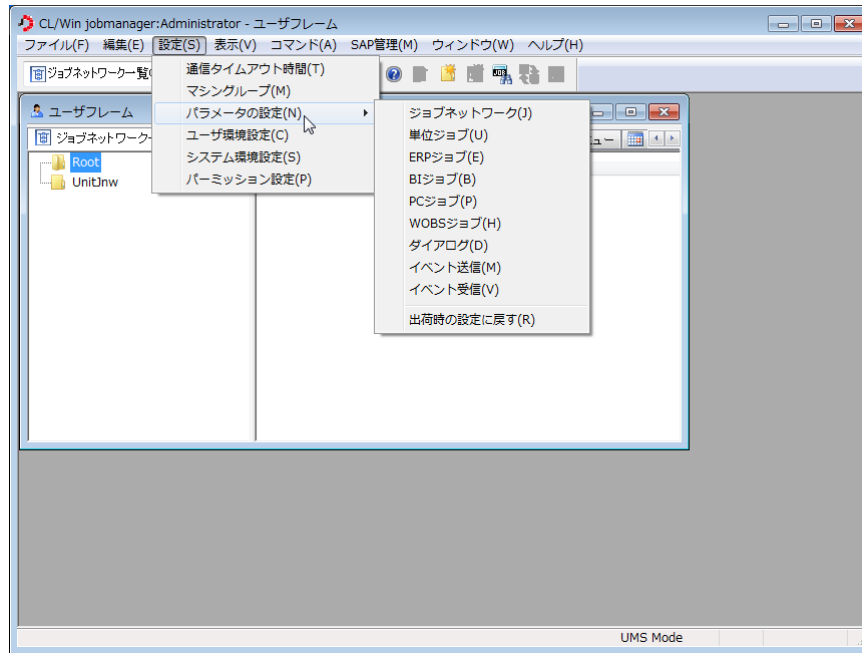 CL/Win jobmanager:Administrator - ユーザフレーム
ファイル(F) 編集(E) 設定(S) 表示(V) コマンド(A) SAP管理(M) ウィンドウ(W) ヘルプ(H)
ジョブネットワーク一覧
通信タイムアウト時間(T)
マシングループ(M)
パラメータの設定(N)
ユーザ環境設定(C)
システム環境設定(S)
パーミッション設定(P)
ジョブネットワーク(J)
単位ジョブ(U)
ERPジョブ(E)
BIジョブ(B)
PCジョブ(P)
WOBSジョブ(H)
ダイアログ(D)
イベント送信(M)
イベント受信(V)
出荷時の設定に戻す(R)
ユーザフレーム
ジョブネットワーク
Root
UnitJnw
UMS Mode